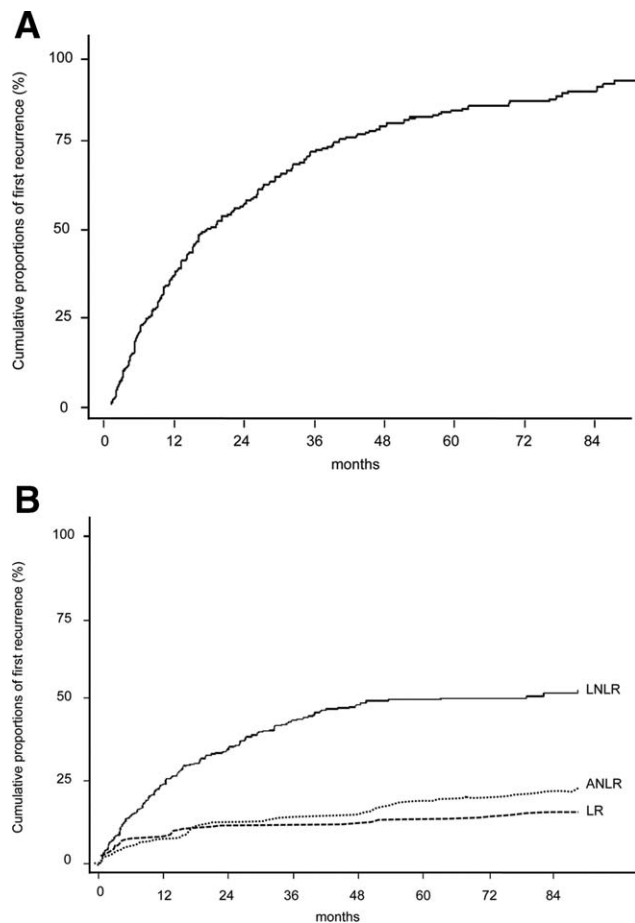 A
Cumulative proportions of first recurrence (%)
100
75
50
25
0
0 12 24 36 48 60 72 84
months
B
Cumulative proportions of first recurrence (%)
100
75
50
25
0
LNLR
ANLR
LR
0 12 24 36 48 60 72 84
months